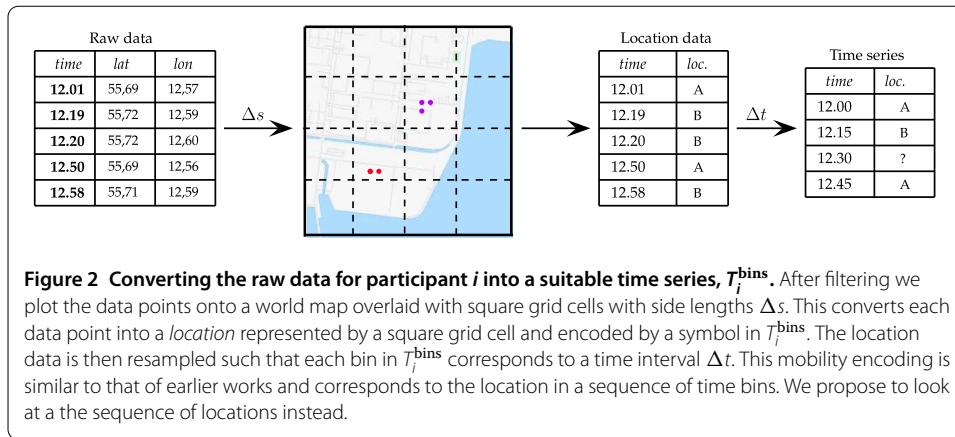 Raw data
time lat lon
12.01 55,69 12,57
12.19 55,72 12,59
12.20 55,72 12,60
12.50 55,69 12,56
12.58 55,71 12,59
Δs
Location data
time loc.
12.01 A
12.19 B
12.20 B
12.50 A
12.58 B
Δt
Time series
time loc.
12.00 A
12.15 B
12.30 ?
12.45 A
Figure 2 Converting the raw data for participant i into a suitable time series, T_i^bins. After filtering we
plot the data points onto a world map overlaid with square grid cells with side lengths Δs. This converts each
data point into a location represented by a square grid cell and encoded by a symbol in T_i^bins. The location
data is then resampled such that each bin in T_i^bins corresponds to a time interval Δt. This mobility encoding is
similar to that of earlier works and corresponds to the location in a sequence of time bins. We propose to look
at a the sequence of locations instead.